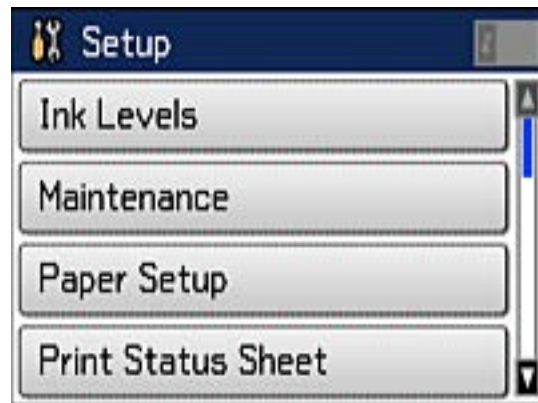 Setup
Ink Levels
Maintenance
Paper Setup
Print Status Sheet